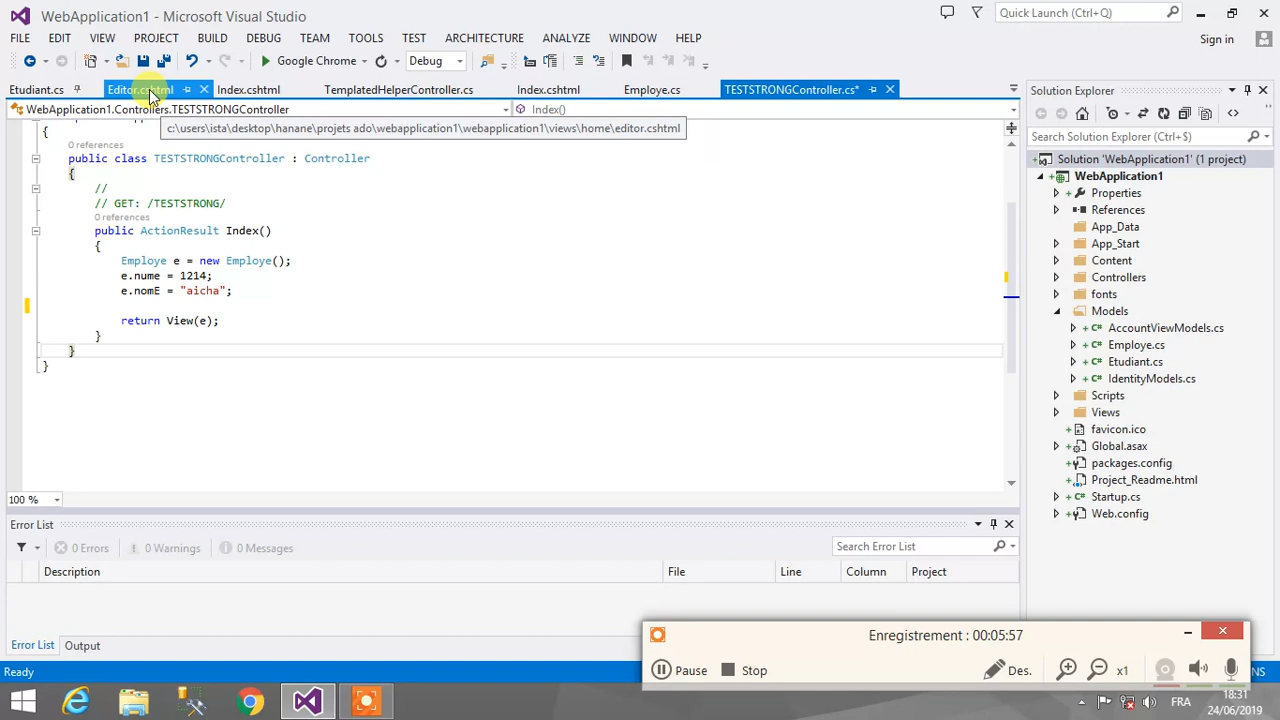 WebApplication1 - Microsoft Visual Studio
Quick Launch (Ctrl+Q)
FILE EDIT VIEW PROJECT BUILD DEBUG TEAM TOOLS TEST ARCHITECTURE ANALYZE WINDOW HELP
Sign in
Google Chrome Debug
Etudiant.cs Editor.cshtml Index.cshtml TemplatedHelperController.cs Index.cshtml Employe.cs TESTSTRONGController.cs*
WebApplication1.Controllers.TESTSTRONGController Index()
c:\users\ista\desktop\hanane\projets ado\webapplication1\webapplication1\views\home\editor.cshtml
{
0 references
public class TESTSTRONGController : Controller
{
//
// GET: /TESTSTRONG/
0 references
public ActionResult Index()
{
Employe e = new Employe();
e.nume = 1214;
e.nomE = "aicha";
return View(e);
}
}
}
100 %
Solution Explorer
Search Solution Explorer (Ctrl+$)
Solution 'WebApplication1' (1 project)
WebApplication1
Properties
References
App_Data
App_Start
Content
Controllers
fonts
Models
AccountViewModels.cs
Employe.cs
Etudiant.cs
IdentityModels.cs
Scripts
Views
favicon.ico
Global.asax
packages.config
Project_Readme.html
Startup.cs
Web.config
Error List
0 Errors 0 Warnings 0 Messages
Search Error List
Description File Line Column Project
Error List Output
Ready
Enregistrement : 00:05:57
Pause Stop Des. x1
NS
FRA
18:31
24/06/2019